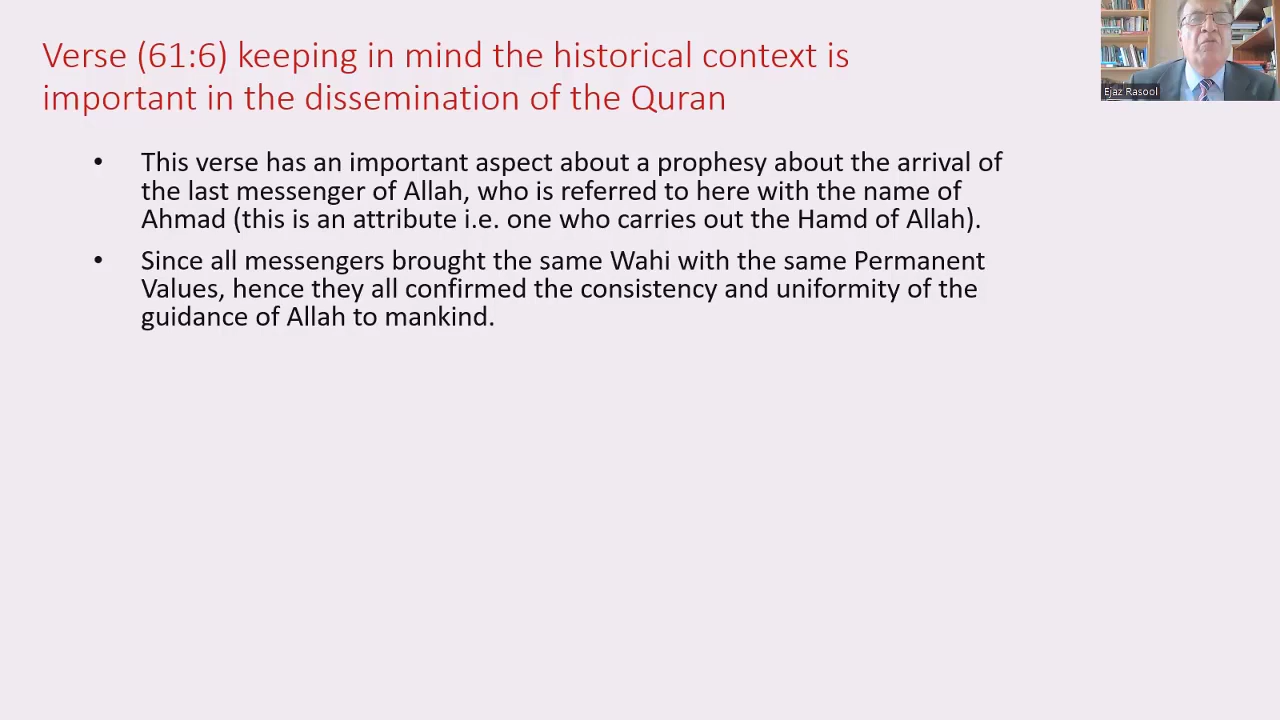 Verse (61:6) keeping in mind the historical context is
important in the dissemination of the Quran
Ejaz Rasool
• This verse has an important aspect about a prophesy about the arrival of
the last messenger of Allah, who is referred to here with the name of
Ahmad (this is an attribute i.e. one who carries out the Hamd of Allah).
• Since all messengers brought the same Wahi with the same Permanent
Values, hence they all confirmed the consistency and uniformity of the
guidance of Allah to mankind.